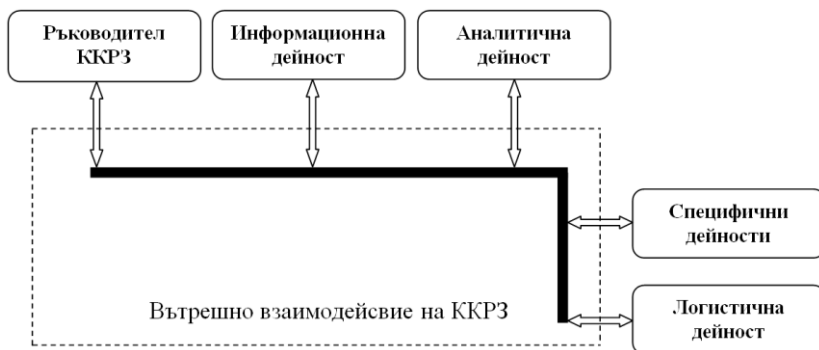 Ръководител
ККРЗ
Информационна
дейност
Аналитична
дейност
Специфични
дейности
Вътрешно взаимодейсвие на ККРЗ
Логистична
дейност